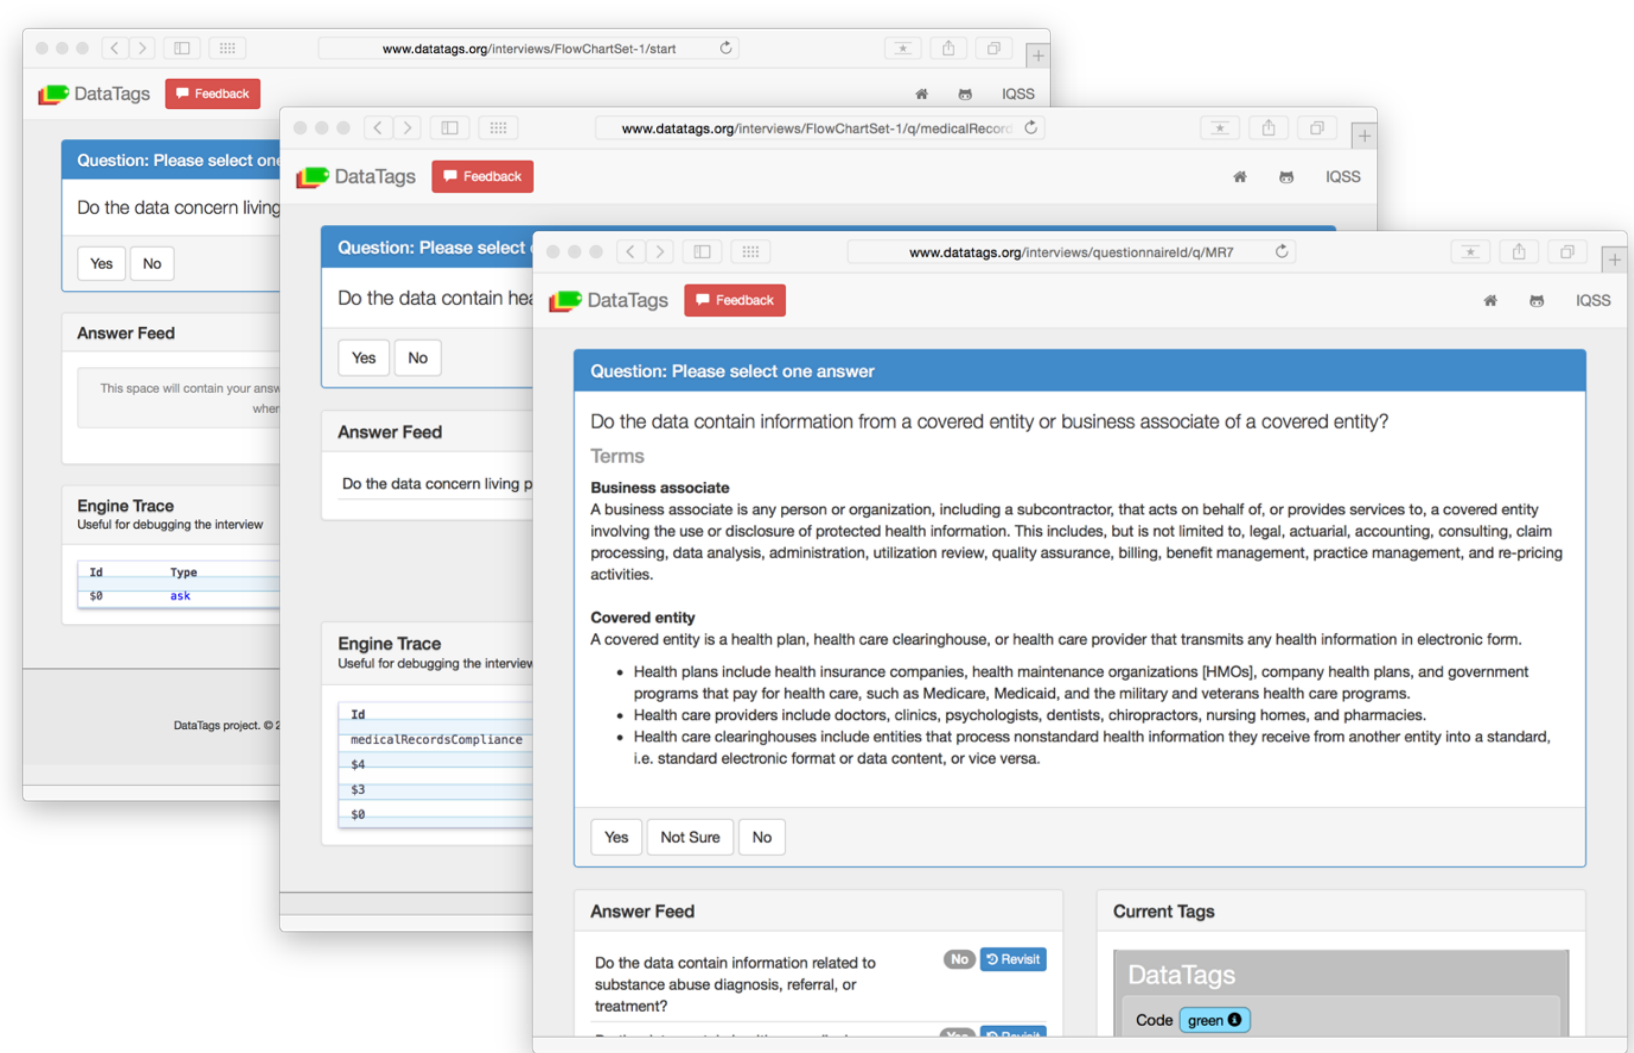 www.datatags.org/interviews/FlowChartSet-1/start
DataTags
Feedback
IQSS
Question: Please select one
Do the data concern living
Yes
No
Answer Feed
This space will contain your answ
wher
Engine Trace
Useful for debugging the interview
Id Type
$0 ask
DataTags project. © 2
www.datatags.org/interviews/FlowChartSet-1/q/medicalRecord
DataTags
Feedback
IQSS
Question: Please select
Do the data contain hea
Yes
No
Answer Feed
Do the data concern living p
Engine Trace
Useful for debugging the interview
Id
medicalRecordsCompliance
$4
$3
$0
www.datatags.org/interviews/questionnaireId/q/MR7
DataTags
Feedback
IQSS
Question: Please select one answer
Do the data contain information from a covered entity or business associate of a covered entity?
Terms
Business associate
A business associate is any person or organization, including a subcontractor, that acts on behalf of, or provides services to, a covered entity
involving the use or disclosure of protected health information. This includes, but is not limited to, legal, actuarial, accounting, consulting, claim
processing, data analysis, administration, utilization review, quality assurance, billing, benefit management, practice management, and re-pricing
activities.
Covered entity
A covered entity is a health plan, health care clearinghouse, or health care provider that transmits any health information in electronic form.
• Health plans include health insurance companies, health maintenance organizations [HMOs], company health plans, and government
programs that pay for health care, such as Medicare, Medicaid, and the military and veterans health care programs.
• Health care providers include doctors, clinics, psychologists, dentists, chiropractors, nursing homes, and pharmacies.
• Health care clearinghouses include entities that process nonstandard health information they receive from another entity into a standard,
i.e. standard electronic format or data content, or vice versa.
Yes
Not Sure
No
Answer Feed
Do the data contain information related to
substance abuse diagnosis, referral, or
treatment?
No
Revisit
Current Tags
DataTags
Code green